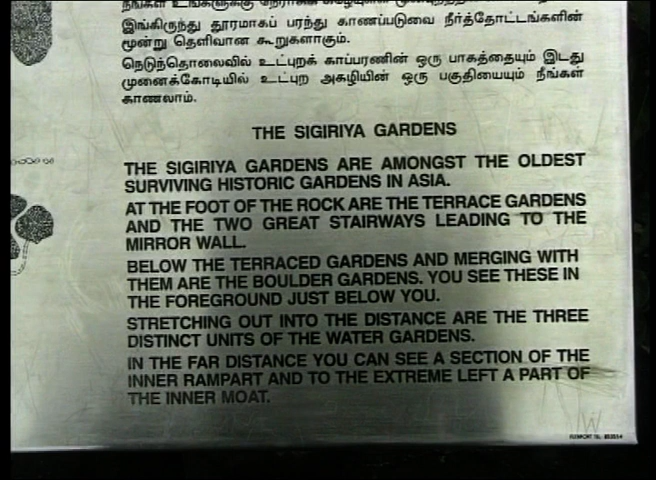 நீங்கள்
இங்கிருந்து தூரமாகப் பரந்து காணப்படுவை நீர்த்தோட்டங்களின்
மூன்று தெளிவான கூறுகளாகும்.
நெடுந்தொலைவில் உட்புறக் காப்பரணின் ஒரு பாகத்தையும் இடது
முனைக்கோடியில் உட்புற அகழியின் ஒரு பகுதியையும் நீங்கள்
காணலாம்.
THE SIGIRIYA GARDENS
THE SIGIRIYA GARDENS ARE AMONGST THE OLDEST
SURVIVING HISTORIC GARDENS IN ASIA.
AT THE FOOT OF THE ROCK ARE THE TERRACE GARDENS
AND THE TWO GREAT STAIRWAYS LEADING TO THE
MIRROR WALL.
BELOW THE TERRACED GARDENS AND MERGING WITH
THEM ARE THE BOULDER GARDENS. YOU SEE THESE IN
THE FOREGROUND JUST BELOW YOU.
STRETCHING OUT INTO THE DISTANCE ARE THE THREE
DISTINCT UNITS OF THE WATER GARDENS.
IN THE FAR DISTANCE YOU CAN SEE A SECTION OF THE
INNER RAMPART AND TO THE EXTREME LEFT A PART OF
THE INNER MOAT.